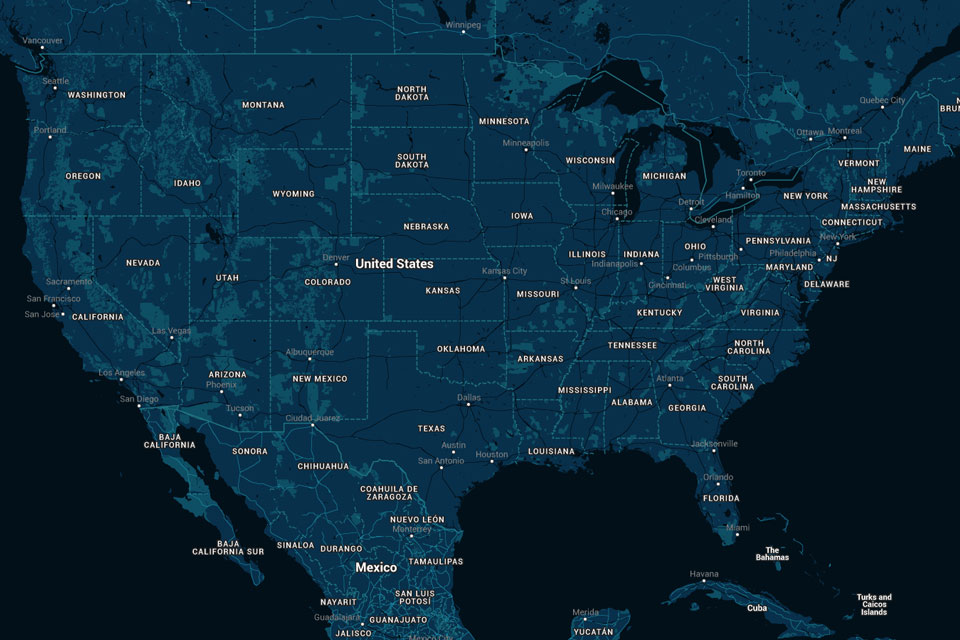 Winnipeg
Vancouver
Seattle
WASHINGTON
NORTH
DAKOTA
MONTANA
Quebec City
N
BRUN
MINNESOTA
Portland
Ottawa
Montreal
Minneapolis
MAINE
SOUTH
DAKOTA
WISCONSIN
VERMONT
OREGON
IDAHO
MICHIGAN
Toronto
NEW
HAMPSHIRE
WYOMING
Milwaukee
Hamilton
NEW YORK
Detroit
MASSACHUSETTS
IOWA
Chicago
Cleveland
CONNECTICUT
NEBRASKA
New York
PENNSYLVANIA
OHIO
ILLINOIS
INDIANA
Pittsburgh
Philadelphia
NJ
NEVADA
Denver
United States
Indianapolis
Columbus
MARYLAND
UTAH
COLORADO
Kansas City
Sacramento
KANSAS
MISSOURI
St Louis
Cincinnati
WEST
VIRGINIA
DELAWARE
San Francisco
San Jose
CALIFORNIA
KENTUCKY
VIRGINIA
Las Vegas
TENNESSEE
NORTH
CAROLINA
Albuquerque
OKLAHOMA
ARKANSAS
Los Angeles
ARIZONA
Phoenix
NEW MEXICO
Atlanta
SOUTH
CAROLINA
San Diego
Tucson
Dallas
MISSISSIPPI
ALABAMA
GEORGIA
Ciudad Juarez
TEXAS
BAJA
CALIFORNIA
SONORA
Austin
Houston
LOUISIANA
Jacksonville
CHIHUAHUA
San Antonio
Orlando
COAHUILA DE
ZARAGOZA
FLORIDA
NUEVO LEÓN
Monterrey
Miami
BAJA
CALIFORNIA SUR
SINALOA
DURANGO
The
Bahamas
Mexico
TAMAULIPAS
Havana
SAN LUIS
POTOSÍ
NAYARIT
Cuba
Turks and
Caicos
Islands
Guadalajara
GUANAJUATO
Merida
JALISCO
Mexico City
YUCATÁN